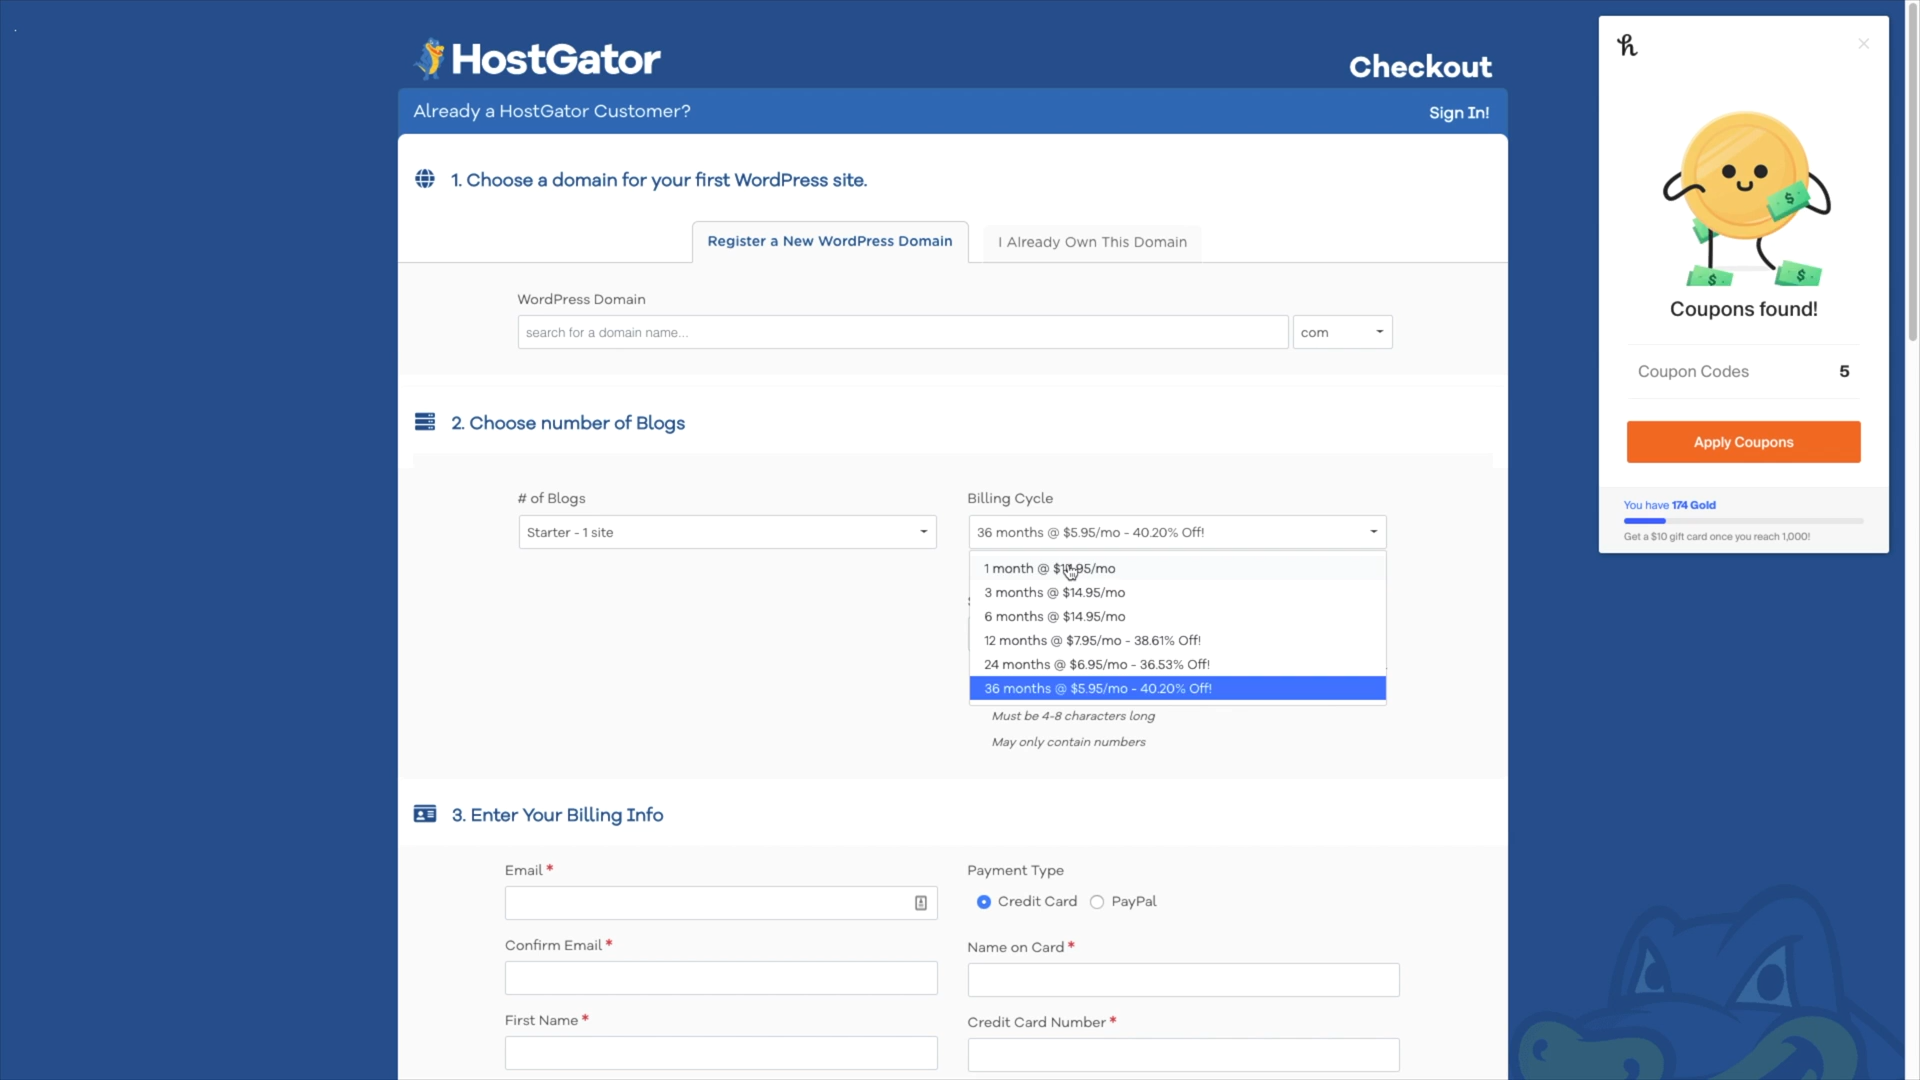 HostGator
Checkout
Already a HostGator Customer?
Sign In!
1. Choose a domain for your first WordPress site.
Register a New WordPress Domain
I Already Own This Domain
WordPress Domain
search for a domain name...
com
2. Choose number of Blogs
# of Blogs
Billing Cycle
Starter - 1 site
36 months @ $5.95/mo - 40.20% Off!
1 month @
3 months @ $14.95/mo
6 months @ $14.95/mo
12 months @ $7.95/mo - 38.61% Off!
24 months @ $6.95/mo - 36.53% Off!
36 months @ $5.95/mo - 40.20% Off!
Must be 4-8 characters long
May only contain numbers
3. Enter Your Billing Info
Email *
Payment Type
Credit Card
PayPal
Confirm Email *
Name on Card *
First Name *
Credit Card Number *
h
Coupons found!
Coupon Codes 5
Apply Coupons
You have 174 Gold
Get a $10 gift card once you reach 1,000!